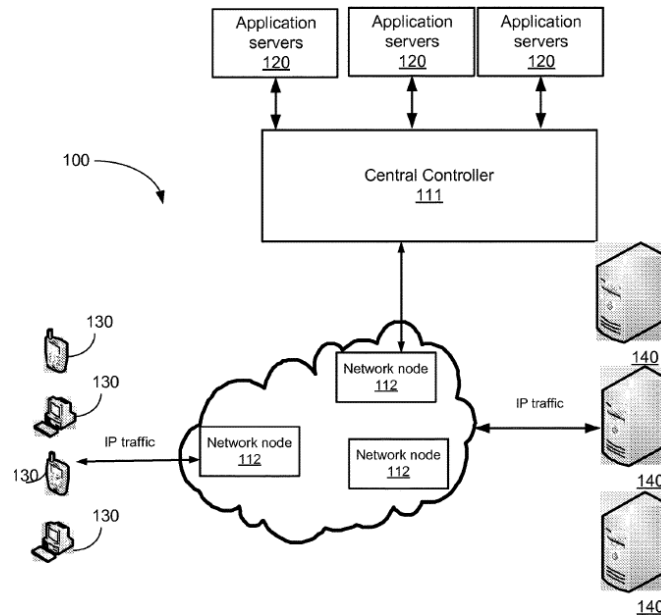 Application
servers
120
Application
servers
120
Application
servers
120
100
Central Controller
111
130
130
130
130
IP traffic
Network node
112
Network node
112
Network node
112
IP traffic
140
140
140